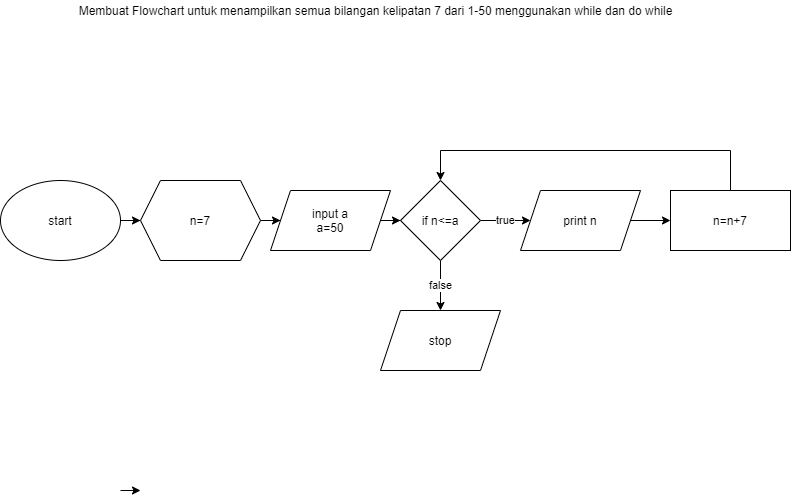 Membuat Flowchart untuk menampilkan semua bilangan kelipatan 7 dari 1-50 menggunakan while dan do while
start
n=7
input a
a=50
if n<=a
true
print n
n=n+7
false
stop